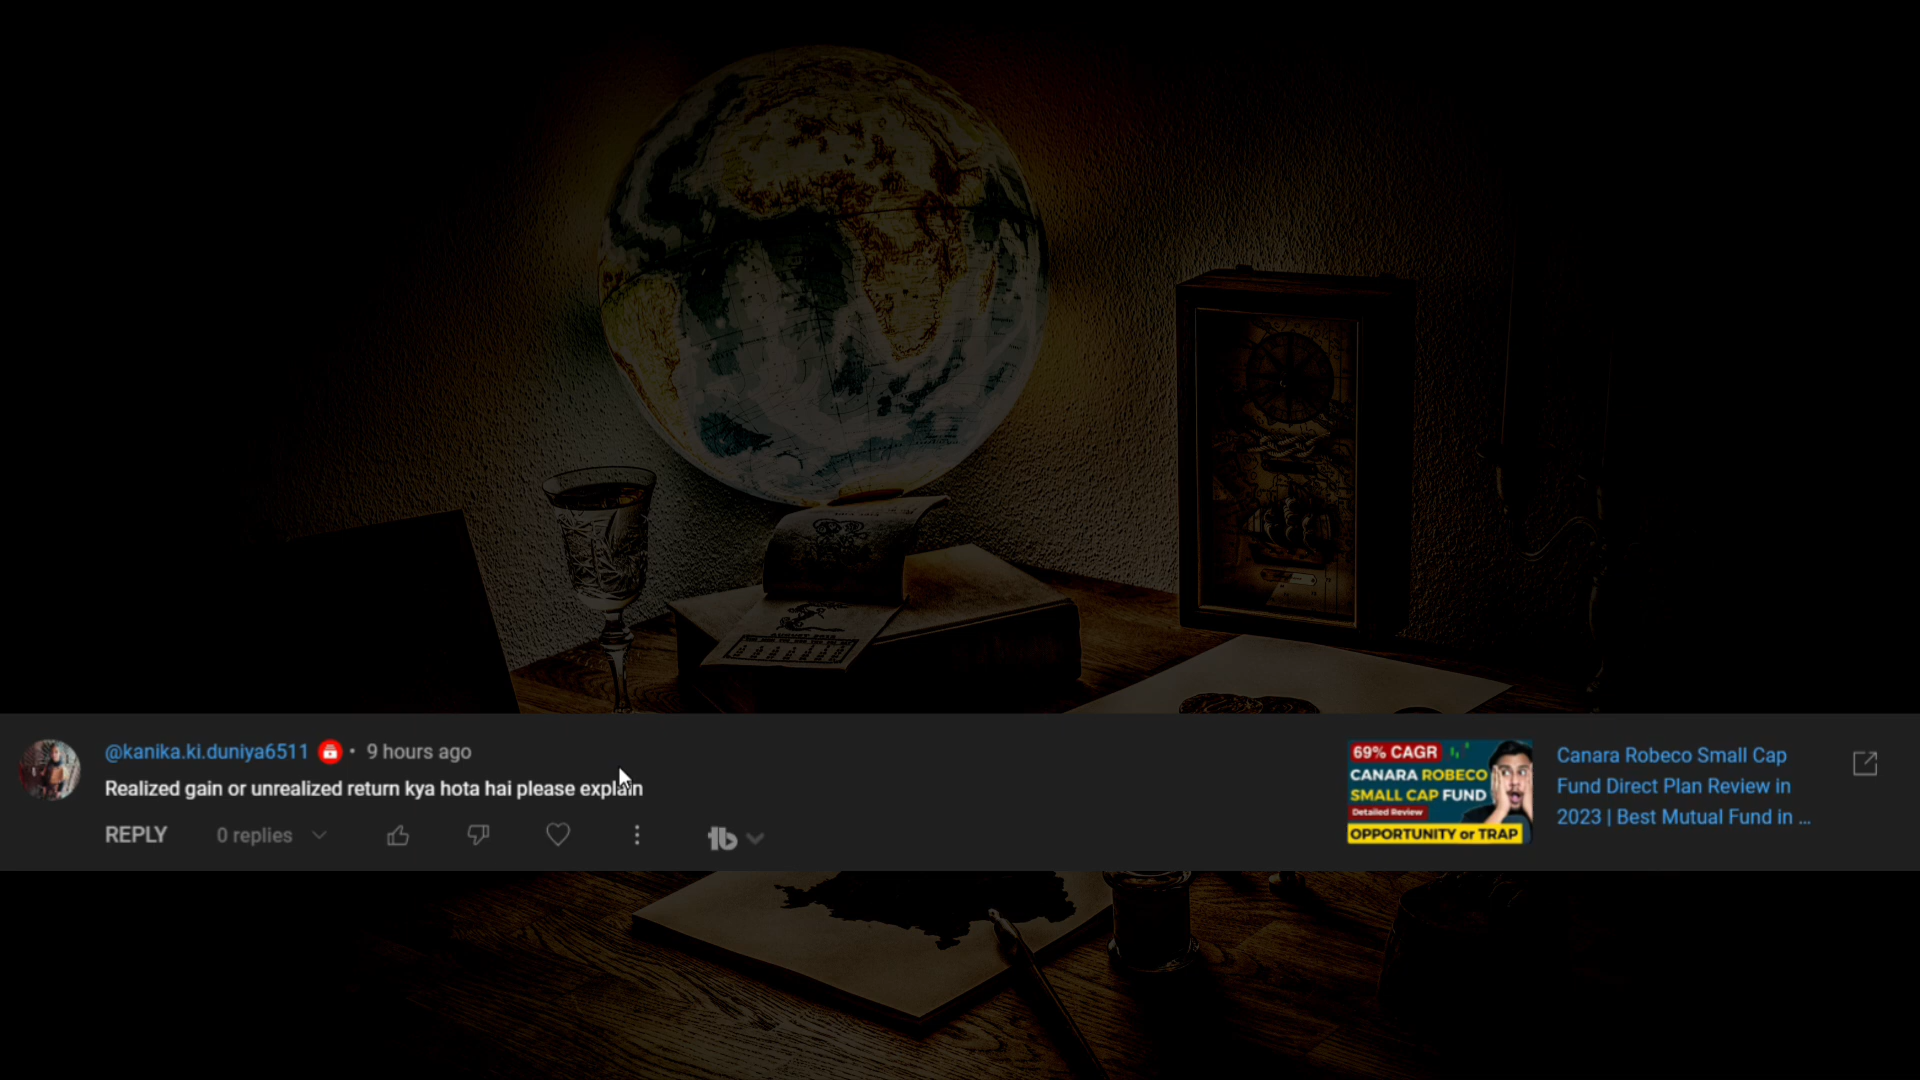 AUGUST
@kanika.ki.duniya6511 • 9 hours ago
Realized gain or unrealized return kya hota hai please explain
REPLY 0 replies
69% CAGR
CANARA ROBECO
SMALL CAP FUND
Detailed Review
OPPORTUNITY or TRAP
Canara Robeco Small Cap
Fund Direct Plan Review in
2023 | Best Mutual Fund in ...